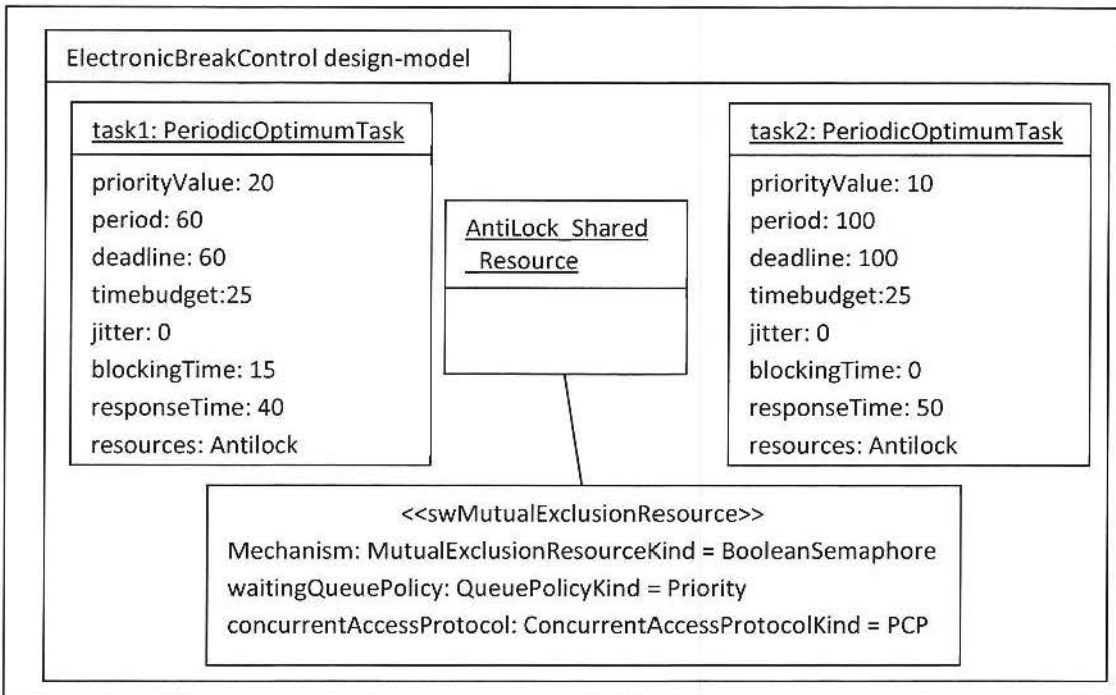 ElectronicBreakControl design-model
task1: PeriodicOptimumTask
priorityValue: 20
period: 60
deadline: 60
timebudget:25
jitter: 0
blockingTime: 15
responseTime: 40
resources: Antilock
AntiLock_Shared
_Resource
task2: PeriodicOptimumTask
priorityValue: 10
period: 100
deadline: 100
timebudget:25
jitter: 0
blockingTime: 0
responseTime: 50
resources: Antilock
<<swMutualExclusionResource>>
Mechanism: MutualExclusionResourceKind = BooleanSemaphore
waitingQueuePolicy: QueuePolicyKind = Priority
concurrentAccessProtocol: ConcurrentAccessProtocolKind = PCP